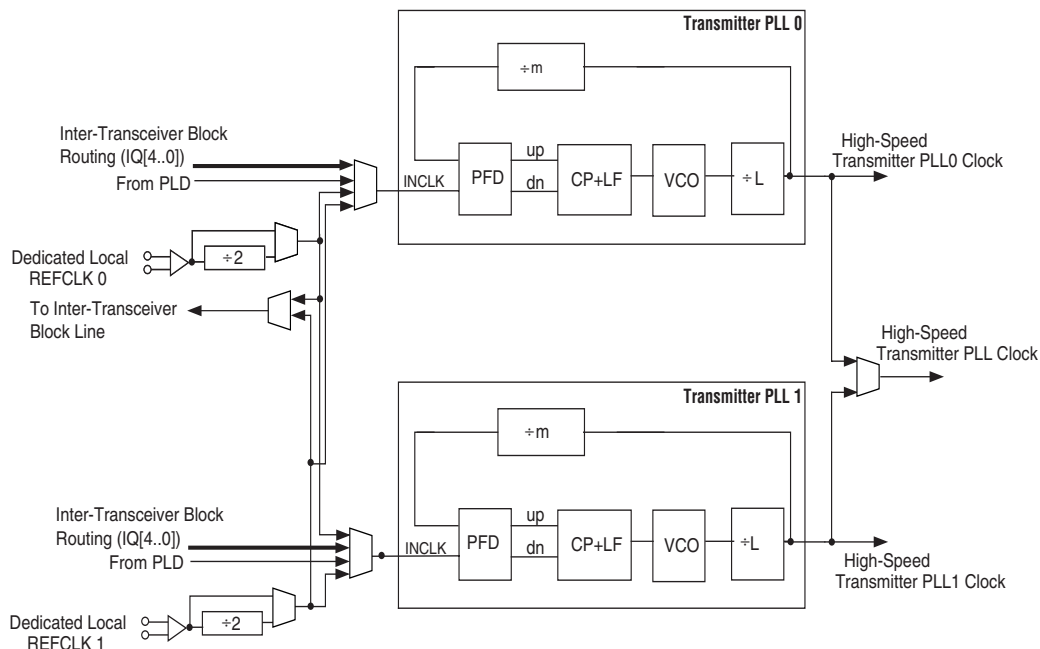 Transmitter PLL 0
÷m
Inter-Transceiver Block
Routing (IQ[4..0])
From PLD
INCLK
PFD
up
dn
CP+LF
VCO
÷L
High-Speed
Transmitter PLL0 Clock
Dedicated Local
REFCLK 0
÷2
To Inter-Transceiver
Block Line
High-Speed
Transmitter PLL Clock
Transmitter PLL 1
÷m
Inter-Transceiver Block
Routing (IQ[4..0])
From PLD
INCLK
PFD
up
dn
CP+LF
VCO
÷L
High-Speed
Transmitter PLL1 Clock
Dedicated Local
REFCLK 1
÷2